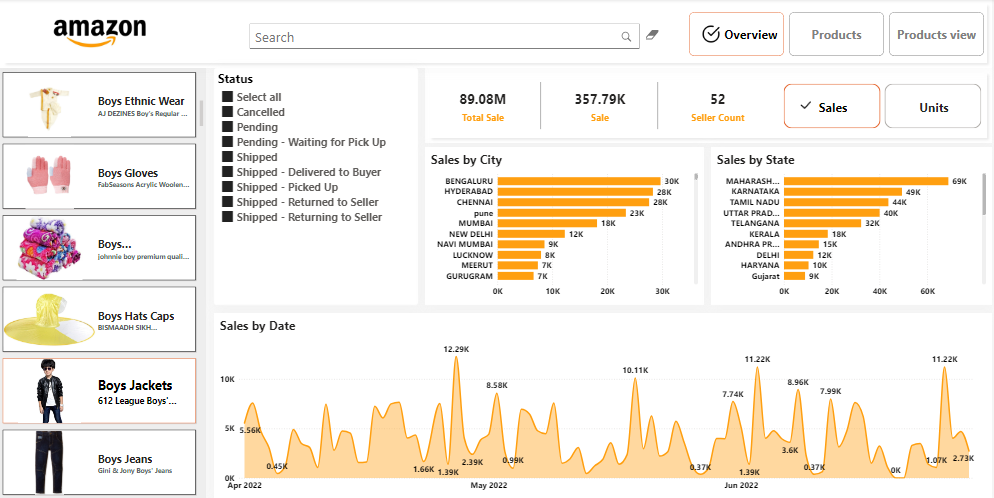 amazon
Search
Overview
Products
Products view
Boys Ethnic Wear
AJ DEZINES Boy's Regular ...
Boys Gloves
FabSeasons Acrylic Woolen...
Boys...
johnnie boy premium quali...
Boys Hats Caps
BISMAADH SIKH...
Boys Jackets
612 League Boys'...
Boys Jeans
Gini & Jony Boys' Jeans
Status
Select all
Cancelled
Pending
Pending - Waiting for Pick Up
Shipped
Shipped - Delivered to Buyer
Shipped - Picked Up
Shipped - Returned to Seller
Shipped - Returning to Seller
89.08M
Total Sale
357.79K
Sale
52
Seller Count
Sales
Units
Sales by City
BENGALURU 30K
HYDERABAD 28K
CHENNAI 28K
pune 23K
MUMBAI 18K
NEW DELHI 12K
NAVI MUMBAI 9K
LUCKNOW 8K
MEERUT 7K
GURUGRAM 7K
0K 10K 20K 30K
Sales by State
MAHARASH... 69K
KARNATAKA 49K
TAMIL NADU 44K
UTTAR PRAD... 40K
TELANGANA 32K
KERALA 18K
ANDHRA PR... 15K
DELHI 12K
HARYANA 10K
Gujarat 9K
0K 20K 40K 60K
Sales by Date
10K
5K
0K
5.56K
0.45K
1.66K
12.29K
1.39K
2.39K
8.58K
0.99K
10.11K
0.37K
7.74K
1.39K
11.22K
3.6K
8.96K
0.37K
7.99K
0K
1.07K
11.22K
2.73K
Apr 2022 May 2022 Jun 2022